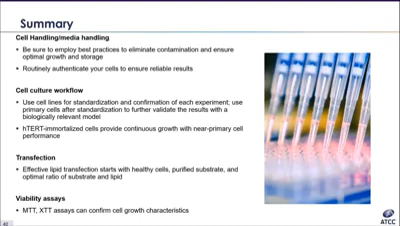 Summary
Cell Handling/media handling
• Be sure to employ best practices to eliminate contamination and ensure
optimal growth and storage
• Routinely authenticate your cells to ensure reliable results
Cell culture workflow
• Use cell lines for standardization and confirmation of each experiment; use
primary cells after standardization to further validate the results with a
biologically relevant model
• hTERT-immortalized cells provide continuous growth with near-primary cell
performance
Transfection
• Effective lipid transfection starts with healthy cells, purified substrate, and
optimal ratio of substrate and lipid
Viability assays
• MTT, XTT assays can confirm cell growth characteristics
ATCC